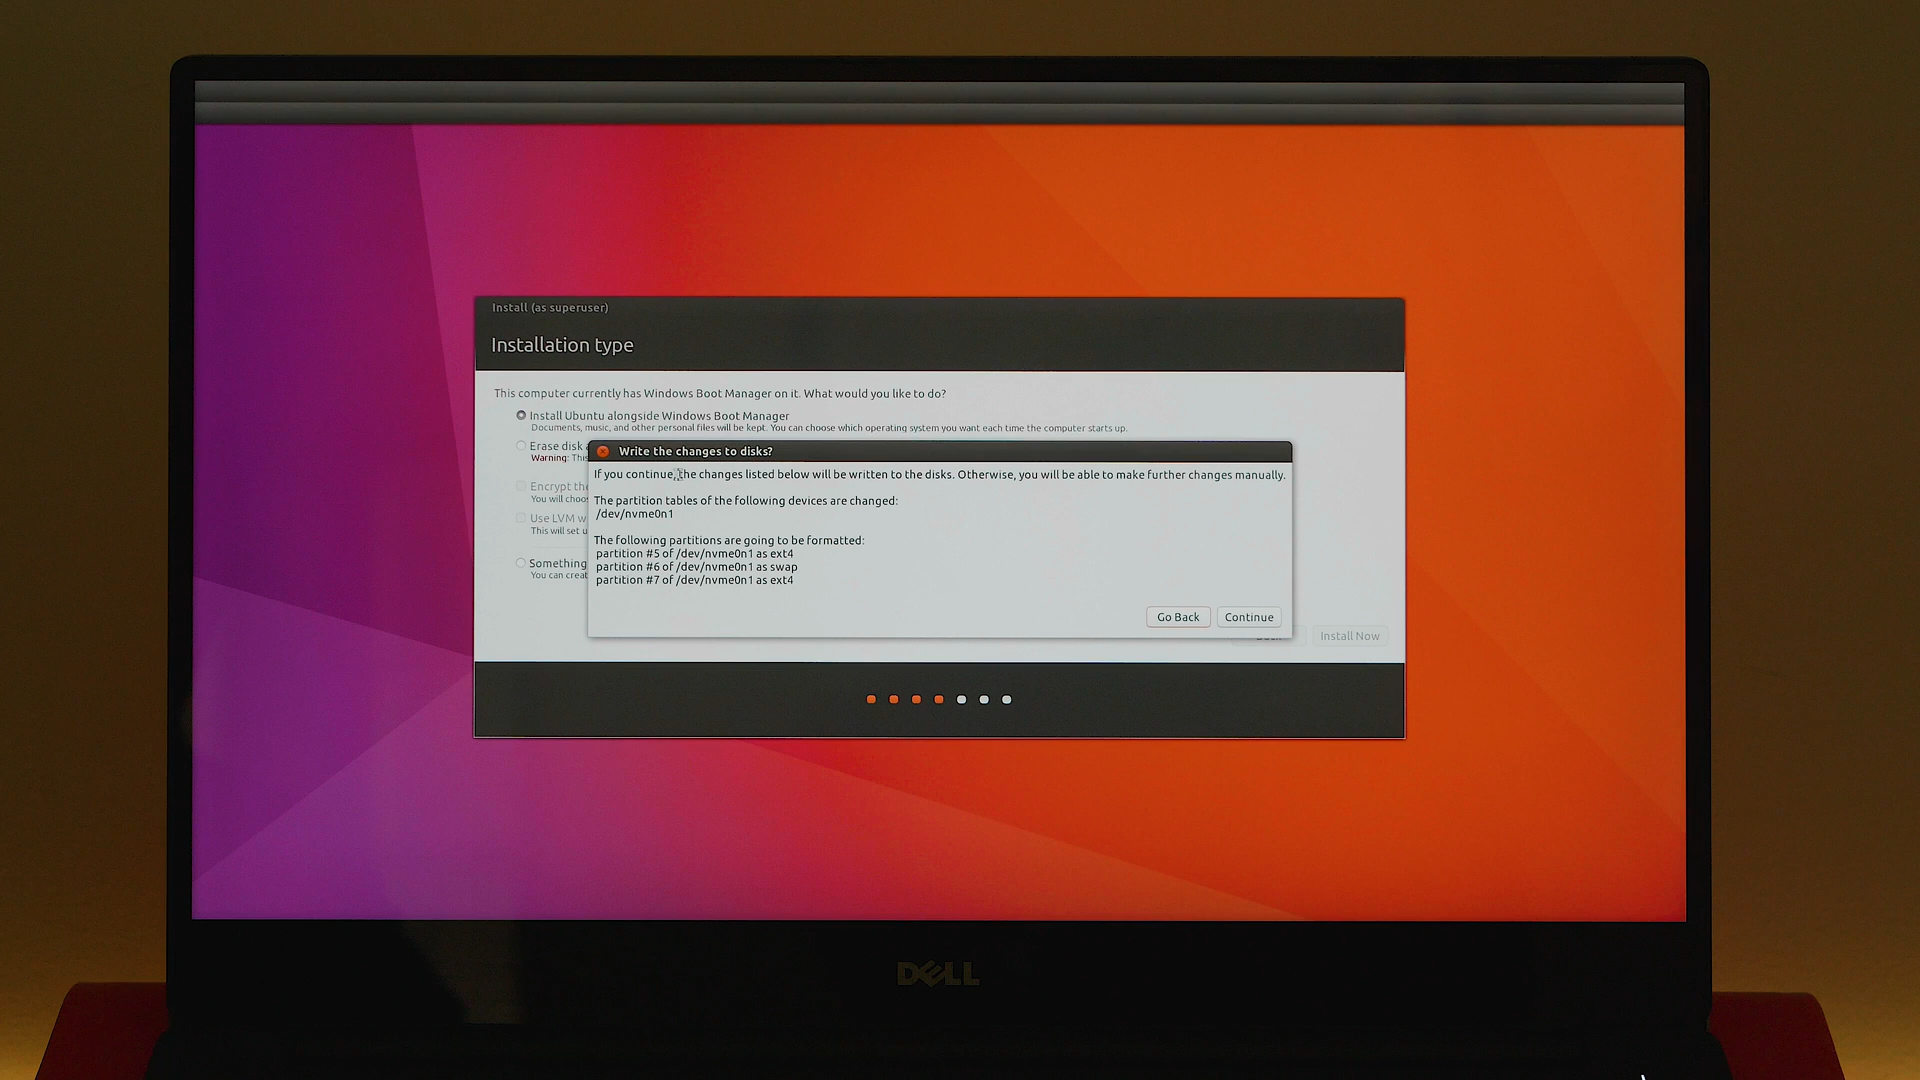 Install (as superuser)
Installation type
This computer currently has Windows Boot Manager on it. What would you like to do?
Install Ubuntu alongside Windows Boot Manager
Documents, music, and other personal files will be kept. You can choose which operating system you want each time the computer starts up.
Erase disk
Warning:
Encrypt
You will
Use LVM
This will set
Something
You can
Write the changes to disks?
If you continue, the changes listed below will be written to the disks. Otherwise, you will be able to make further changes manually.
The partition tables of the following devices are changed:
/dev/nvme0n1
The following partitions are going to be formatted:
partition #5 of /dev/nvme0n1 as ext4
partition #6 of /dev/nvme0n1 as swap
partition #7 of /dev/nvme0n1 as ext4
Go Back
Continue
Install Now
DELL